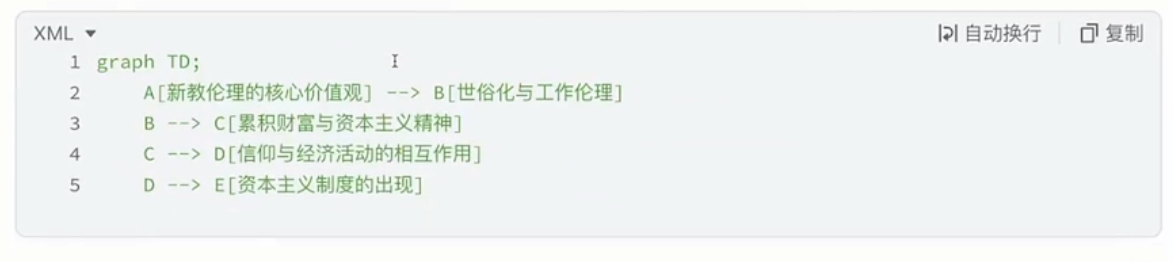 XML 自动换行 复制
1 graph TD;
2 A[新教伦理的核心价值观] --> B[世俗化与工作伦理]
3 B --> C[累积财富与资本主义精神]
4 C --> D[信仰与经济活动的相互作用]
5 D --> E[资本主义制度的出现]